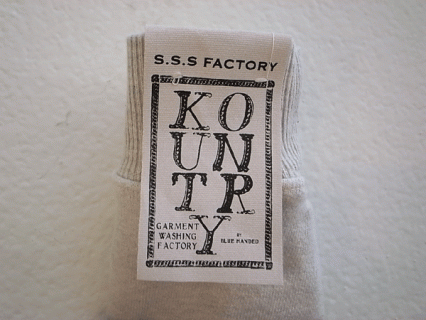 S.S.S FACTORY
KO
UN
TR
Y
GARMENT
WASHING
FACTORY
BY
BLUE HANDED